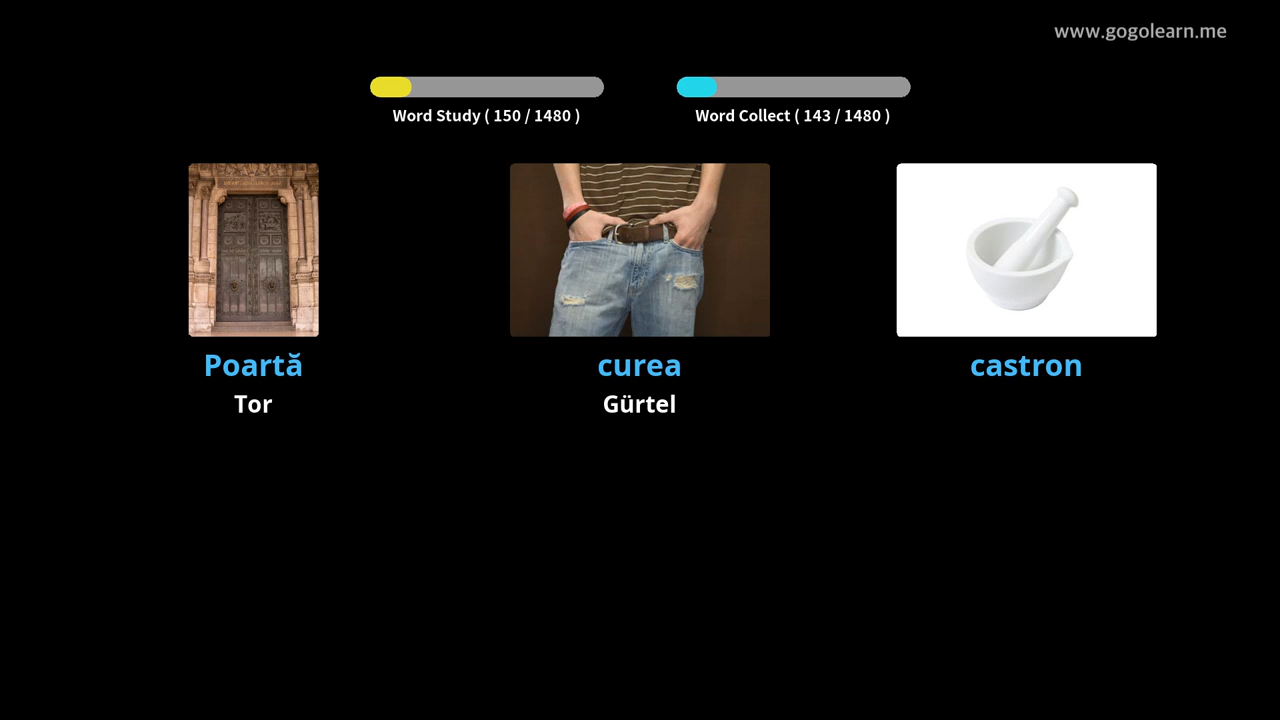 www.gogolearn.me
Word Study ( 150 / 1480 )
Word Collect ( 143 / 1480 )
Poartă
curea
castron
Tor
Gürtel